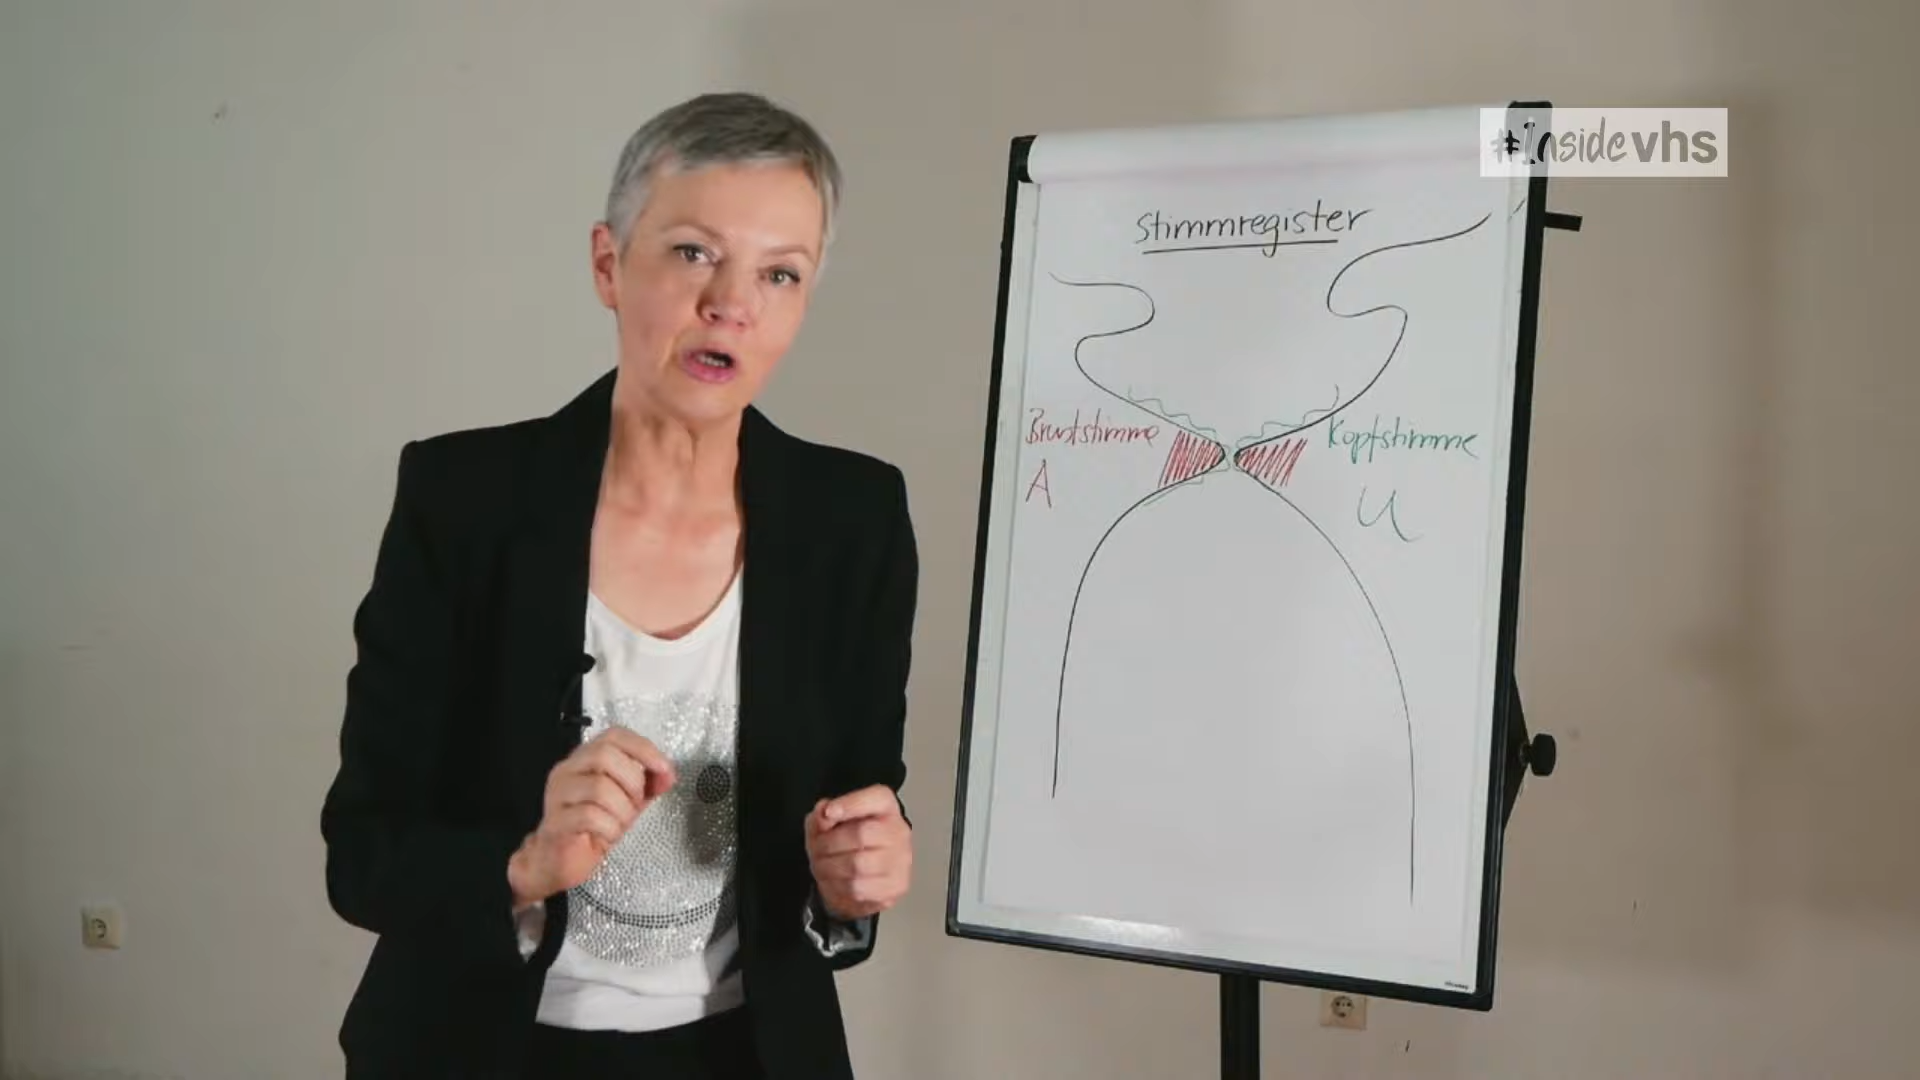 #Insidevhs
Stimmregister
Bruststimme
A
Kopfstimme
U